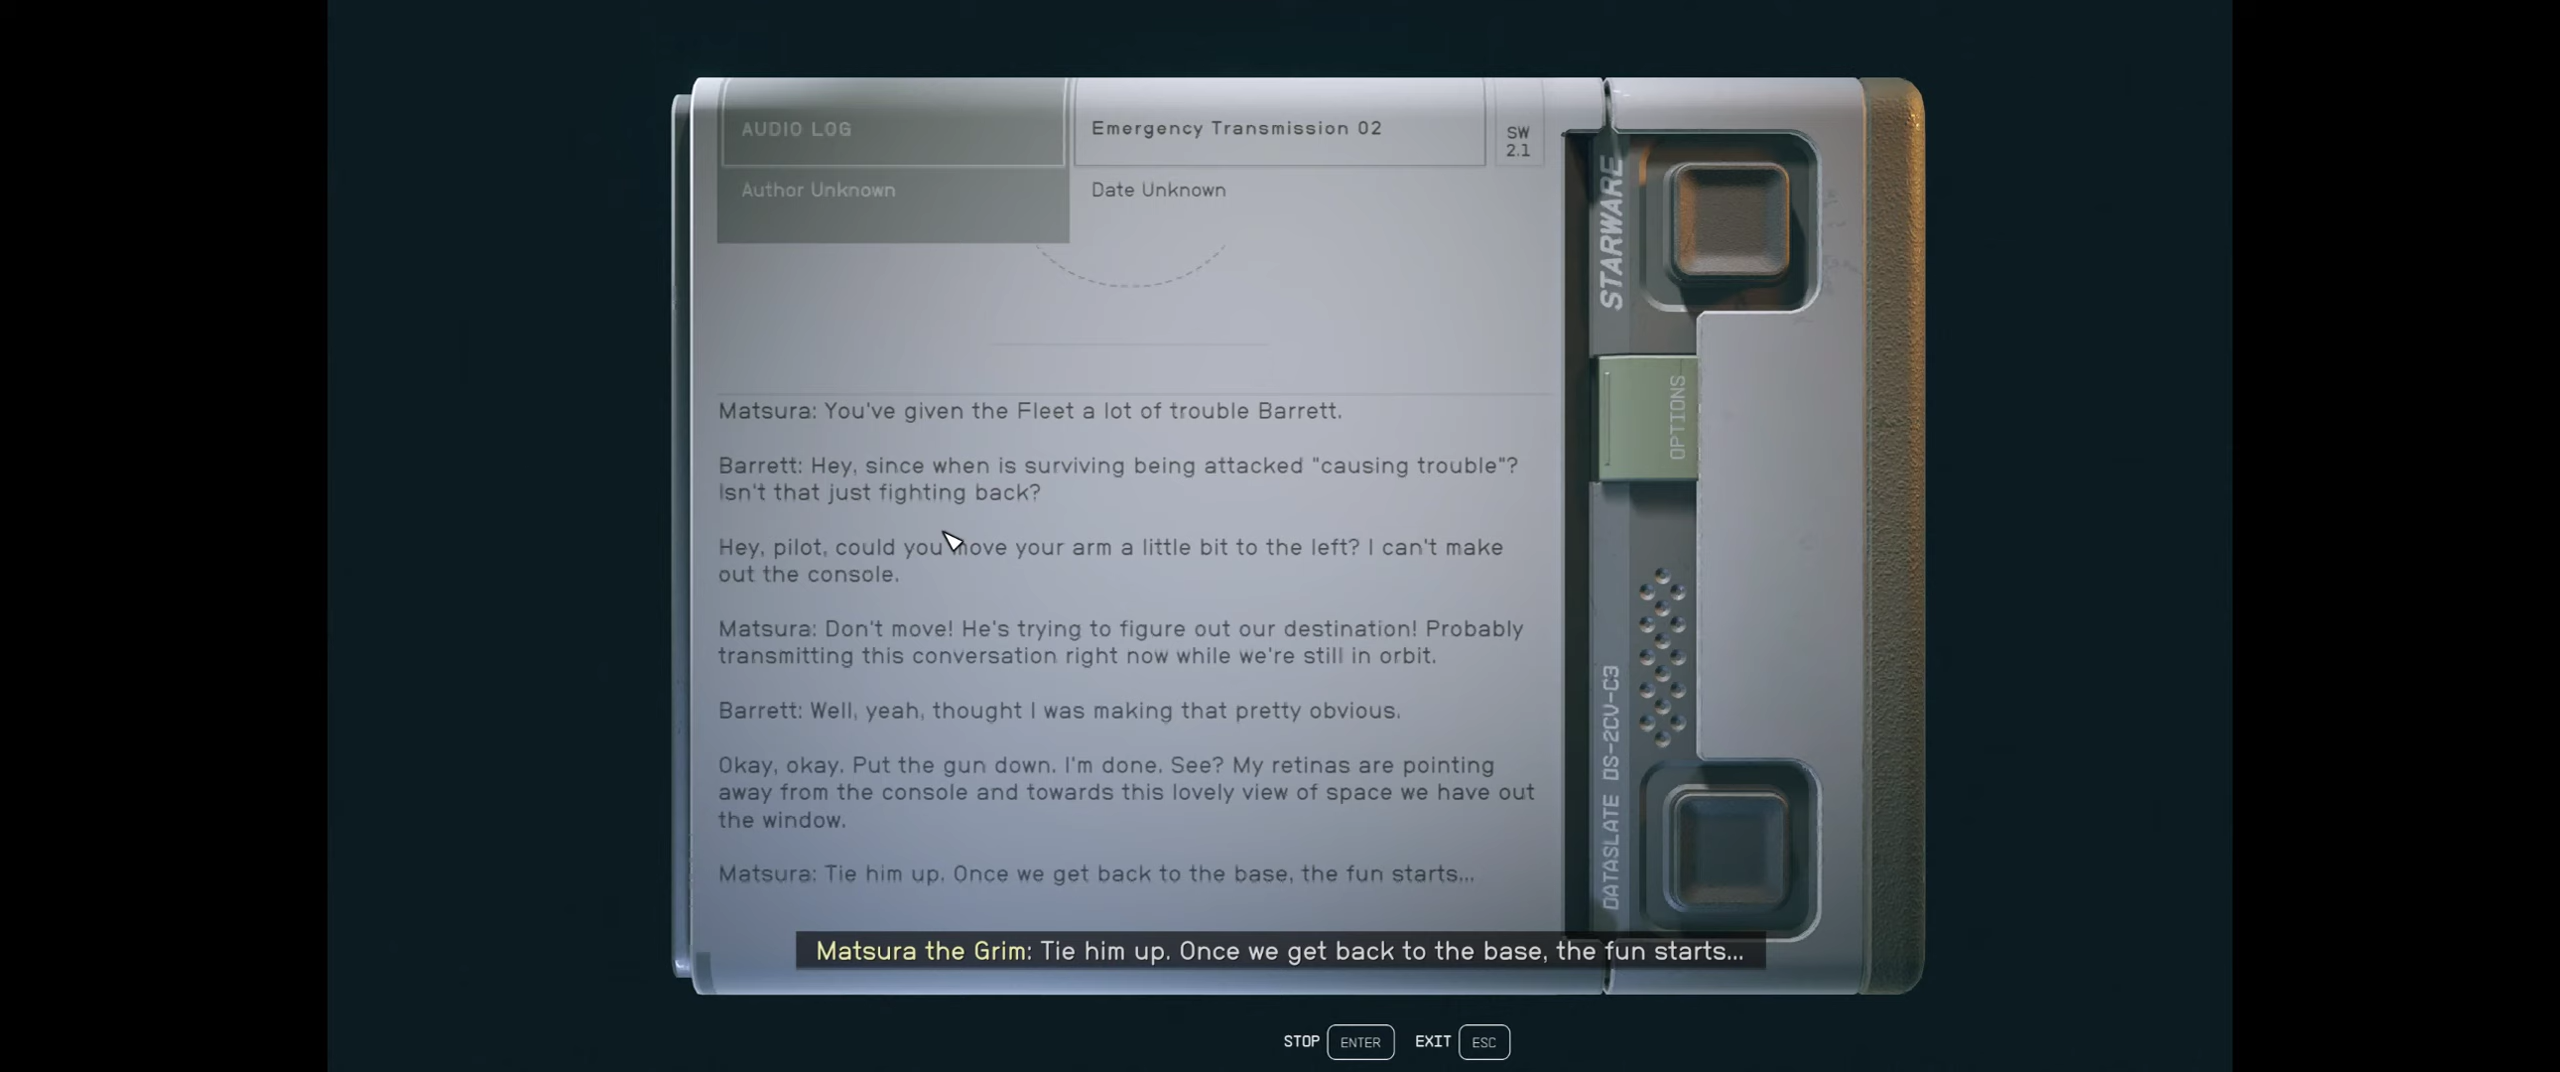 AUDIO LOG
Emergency Transmission 02
SW
2.1
Author Unknown
Date Unknown
STARWARE
OPTIONS
DATASLATE DS-2CV-C3
Matsura: You've given the Fleet a lot of trouble Barrett.
Barrett: Hey, since when is surviving being attacked "causing trouble"?
Isn't that just fighting back?
Hey, pilot, could you move your arm a little bit to the left? I can't make
out the console.
Matsura: Don't move! He's trying to figure out our destination! Probably
transmitting this conversation right now while we're still in orbit.
Barrett: Well, yeah, thought I was making that pretty obvious.
Okay, okay. Put the gun down. I'm done. See? My retinas are pointing
away from the console and towards this lovely view of space we have out
the window.
Matsura: Tie him up. Once we get back to the base, the fun starts...
Matsura the Grim: Tie him up. Once we get back to the base, the fun starts...
STOP ENTER EXIT ESC